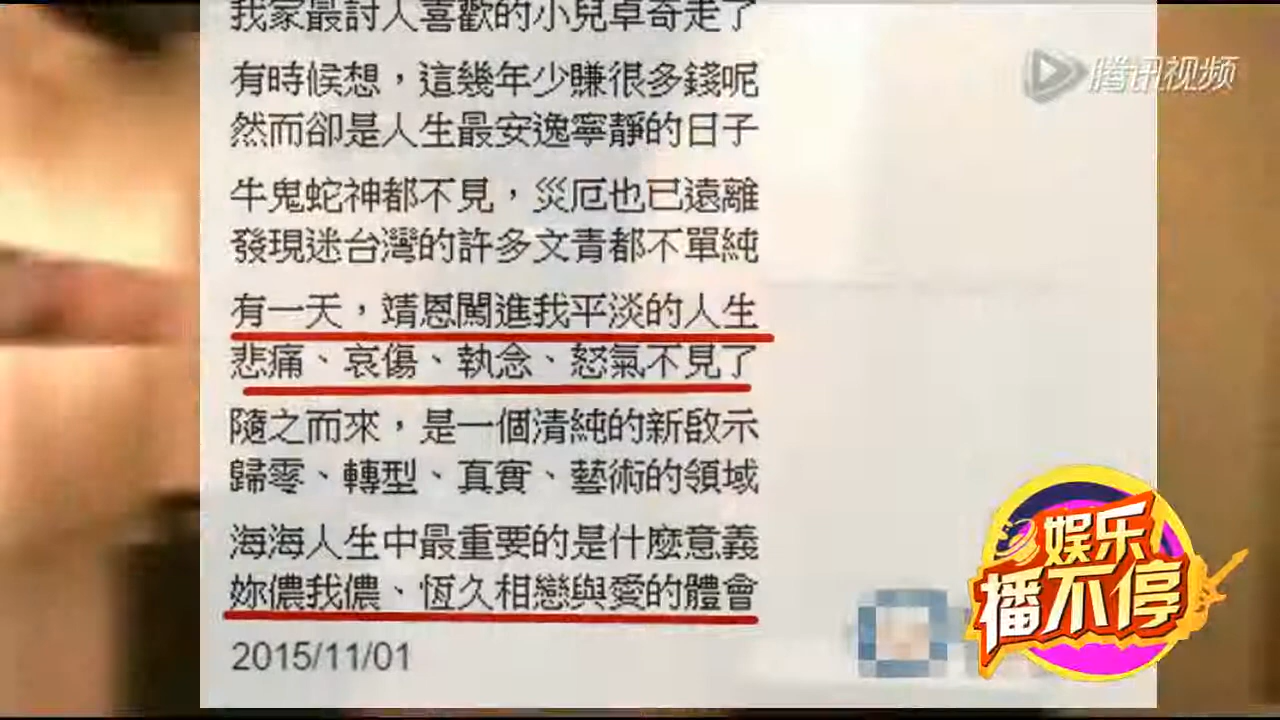 我家最討人喜歡的小兒卓奇走了
有時候想，這幾年少賺很多錢呢
然而卻是人生最安逸寧靜的日子
牛鬼蛇神都不見，災厄也已遠離
發現迷台灣的許多文青都不單純
有一天，靖恩闖進我平淡的人生
悲痛、哀傷、執念、怒氣不見了
隨之而來，是一個清純的新啟示
歸零、轉型、真實、藝術的領域
海海人生中最重要的是什麼意義
妳儂我儂、恆久相戀與愛的體會
2015/11/01
腾讯视频
娱乐
播不停